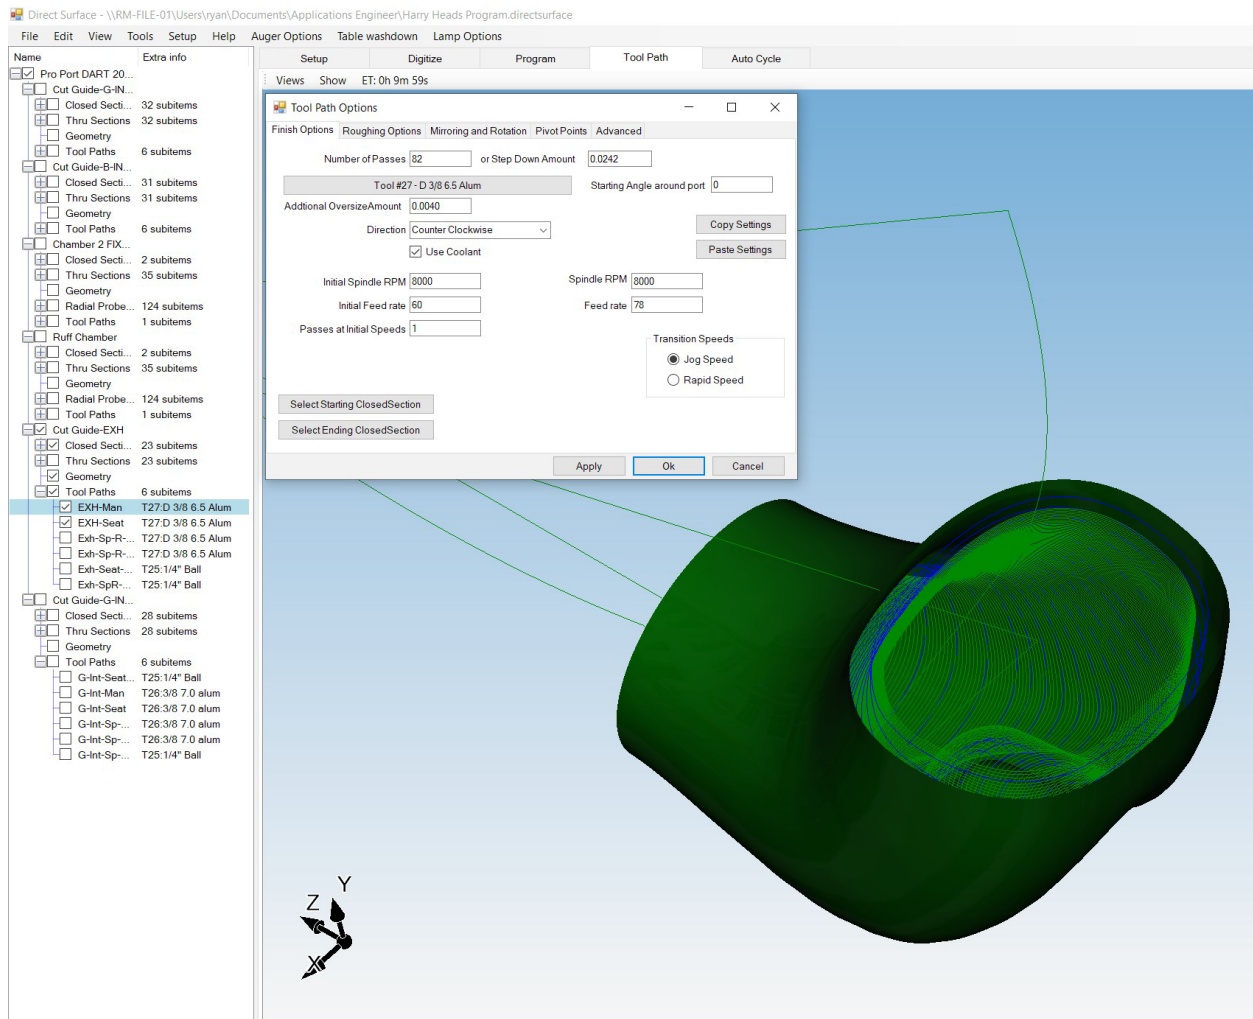 Direct Surface - \\RM-FILE-01\Users\ryan\Documents\Applications Engineer\Harry Heads Program.directsurface
File Edit View Tools Setup Help Auger Options Table washdown Lamp Options
Name Extra info
Pro Port DART 20...
Cut Guide-G-IN...
Closed Secti... 32 subitems
Thru Sections 32 subitems
Geometry
Tool Paths 6 subitems
Cut Guide-B-IN...
Closed Secti... 31 subitems
Thru Sections 31 subitems
Geometry
Tool Paths 6 subitems
Chamber 2 FIX...
Closed Secti... 2 subitems
Thru Sections 35 subitems
Geometry
Radial Probe... 124 subitems
Tool Paths 1 subitems
Ruff Chamber
Closed Secti... 2 subitems
Thru Sections 35 subitems
Geometry
Radial Probe... 124 subitems
Tool Paths 1 subitems
Cut Guide-EXH
Closed Secti... 23 subitems
Thru Sections 23 subitems
Geometry
Tool Paths 6 subitems
EXH-Man T27:D 3/8 6.5 Alum
EXH-Seat T27:D 3/8 6.5 Alum
Exh-Sp-R-... T27:D 3/8 6.5 Alum
Exh-Sp-R-... T27:D 3/8 6.5 Alum
Exh-Seat-... T25:1/4" Ball
Exh-SpR-... T25:1/4" Ball
Cut Guide-G-IN...
Closed Secti... 28 subitems
Thru Sections 28 subitems
Geometry
Tool Paths 6 subitems
G-Int-Seat... T25:1/4" Ball
G-Int-Man T26:3/8 7.0 alum
G-Int-Seat T26:3/8 7.0 alum
G-Int-Sp-... T26:3/8 7.0 alum
G-Int-Sp-... T26:3/8 7.0 alum
G-Int-Sp-... T25:1/4" Ball
Setup Digitize Program Tool Path Auto Cycle
Views Show ET: 0h 9m 59s
Tool Path Options
Finish Options Roughing Options Mirroring and Rotation Pivot Points Advanced
Number of Passes 82 or Step Down Amount 0.0242
Tool #27 - D 3/8 6.5 Alum Starting Angle around port 0
Addtional OversizeAmount 0.0040
Direction Counter Clockwise Copy Settings
Use Coolant Paste Settings
Initial Spindle RPM 8000 Spindle RPM 8000
Initial Feed rate 60 Feed rate 78
Passes at Initial Speeds 1
Transition Speeds
Jog Speed
Rapid Speed
Select Starting ClosedSection
Select Ending ClosedSection
Apply Ok Cancel
Y
Z
X